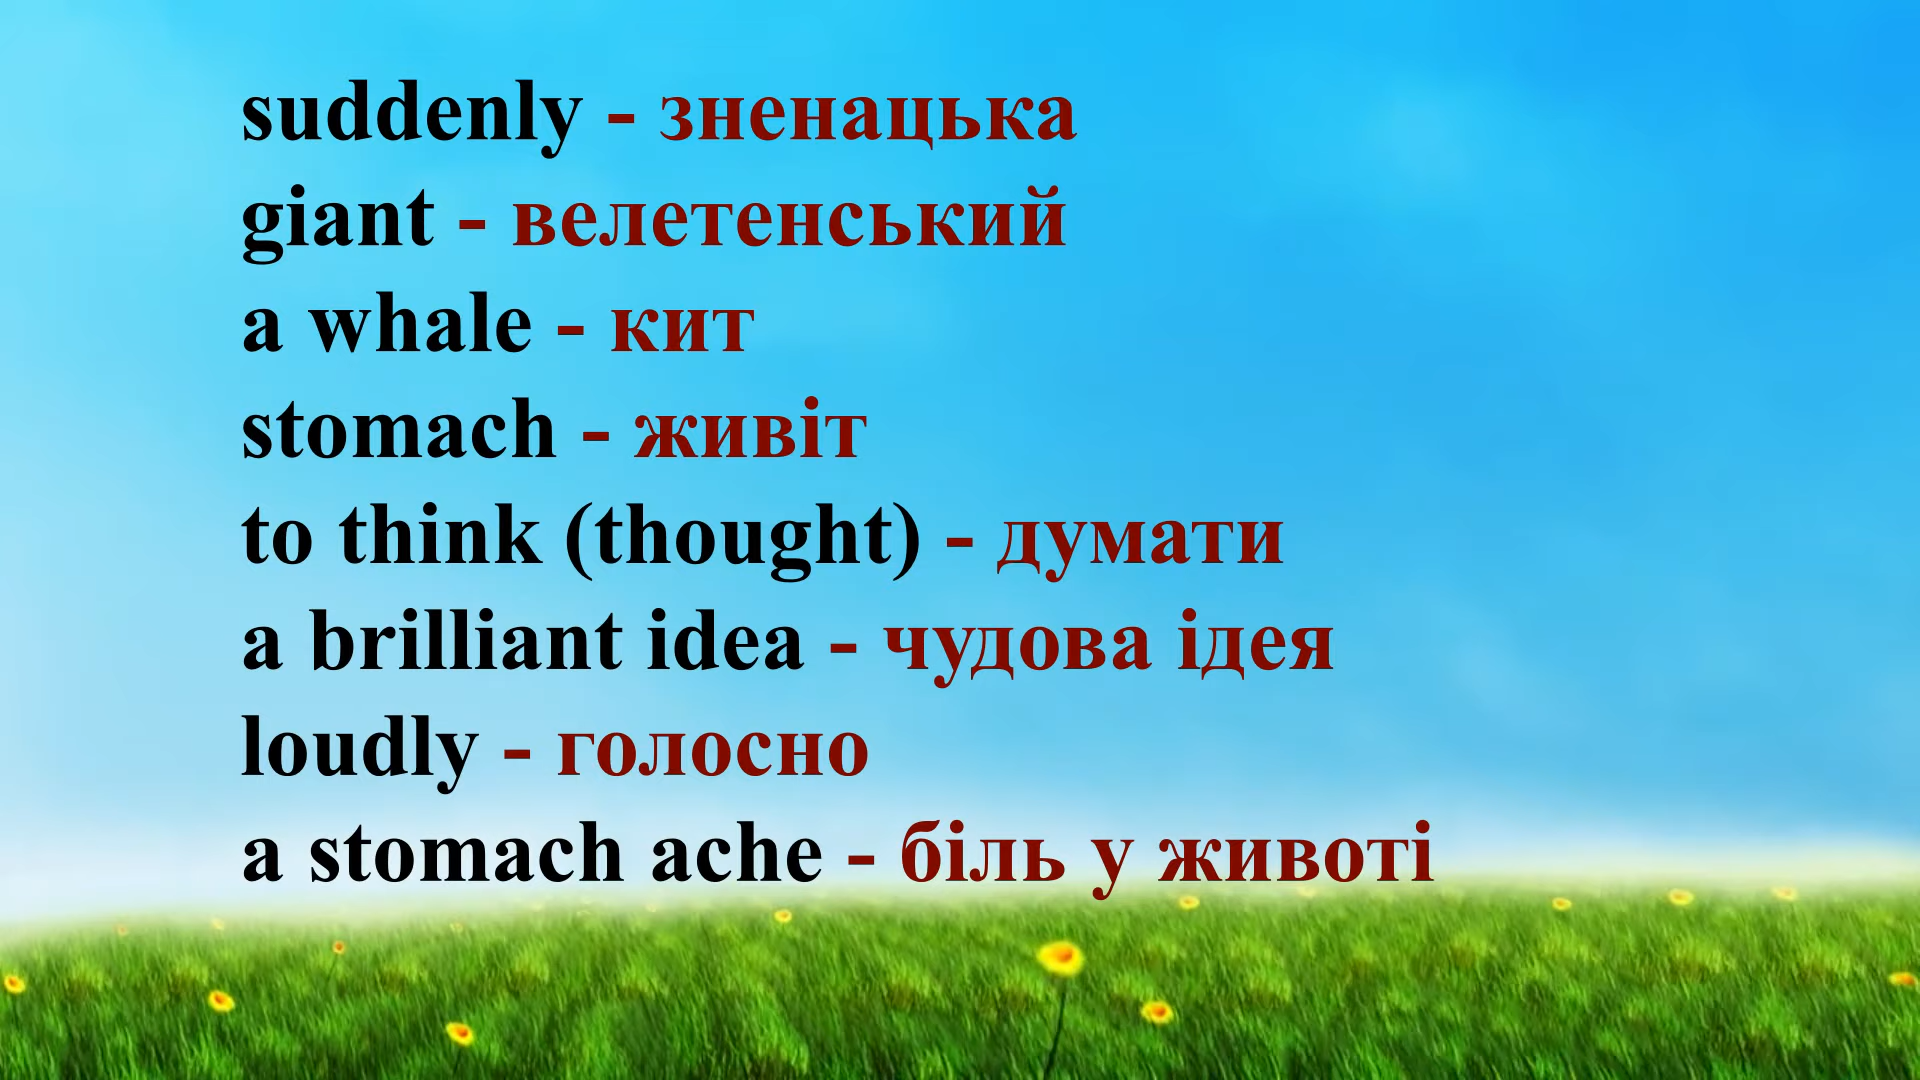 suddenly - зненацька
giant - велетенський
a whale - кит
stomach - живіт
to think (thought) - думати
a brilliant idea - чудова ідея
loudly - голосно
a stomach ache - біль у животі